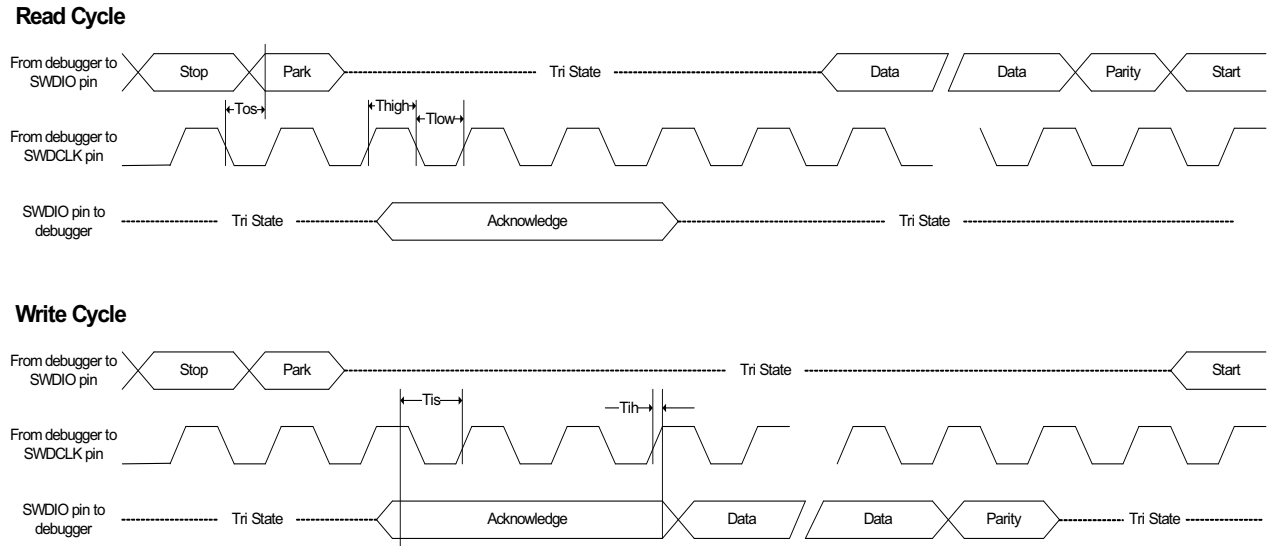 Read Cycle
From debugger to
SWDIO pin
Stop
Park
Tri State
Data
Data
Parity
Start
Tos
Thigh
Tlow
From debugger to
SWDCLK pin
SWDIO pin to
debugger
Tri State
Acknowledge
Tri State
Write Cycle
From debugger to
SWDIO pin
Stop
Park
Tri State
Start
Tis
Tih
From debugger to
SWDCLK pin
SWDIO pin to
debugger
Tri State
Acknowledge
Data
Data
Parity
Tri State